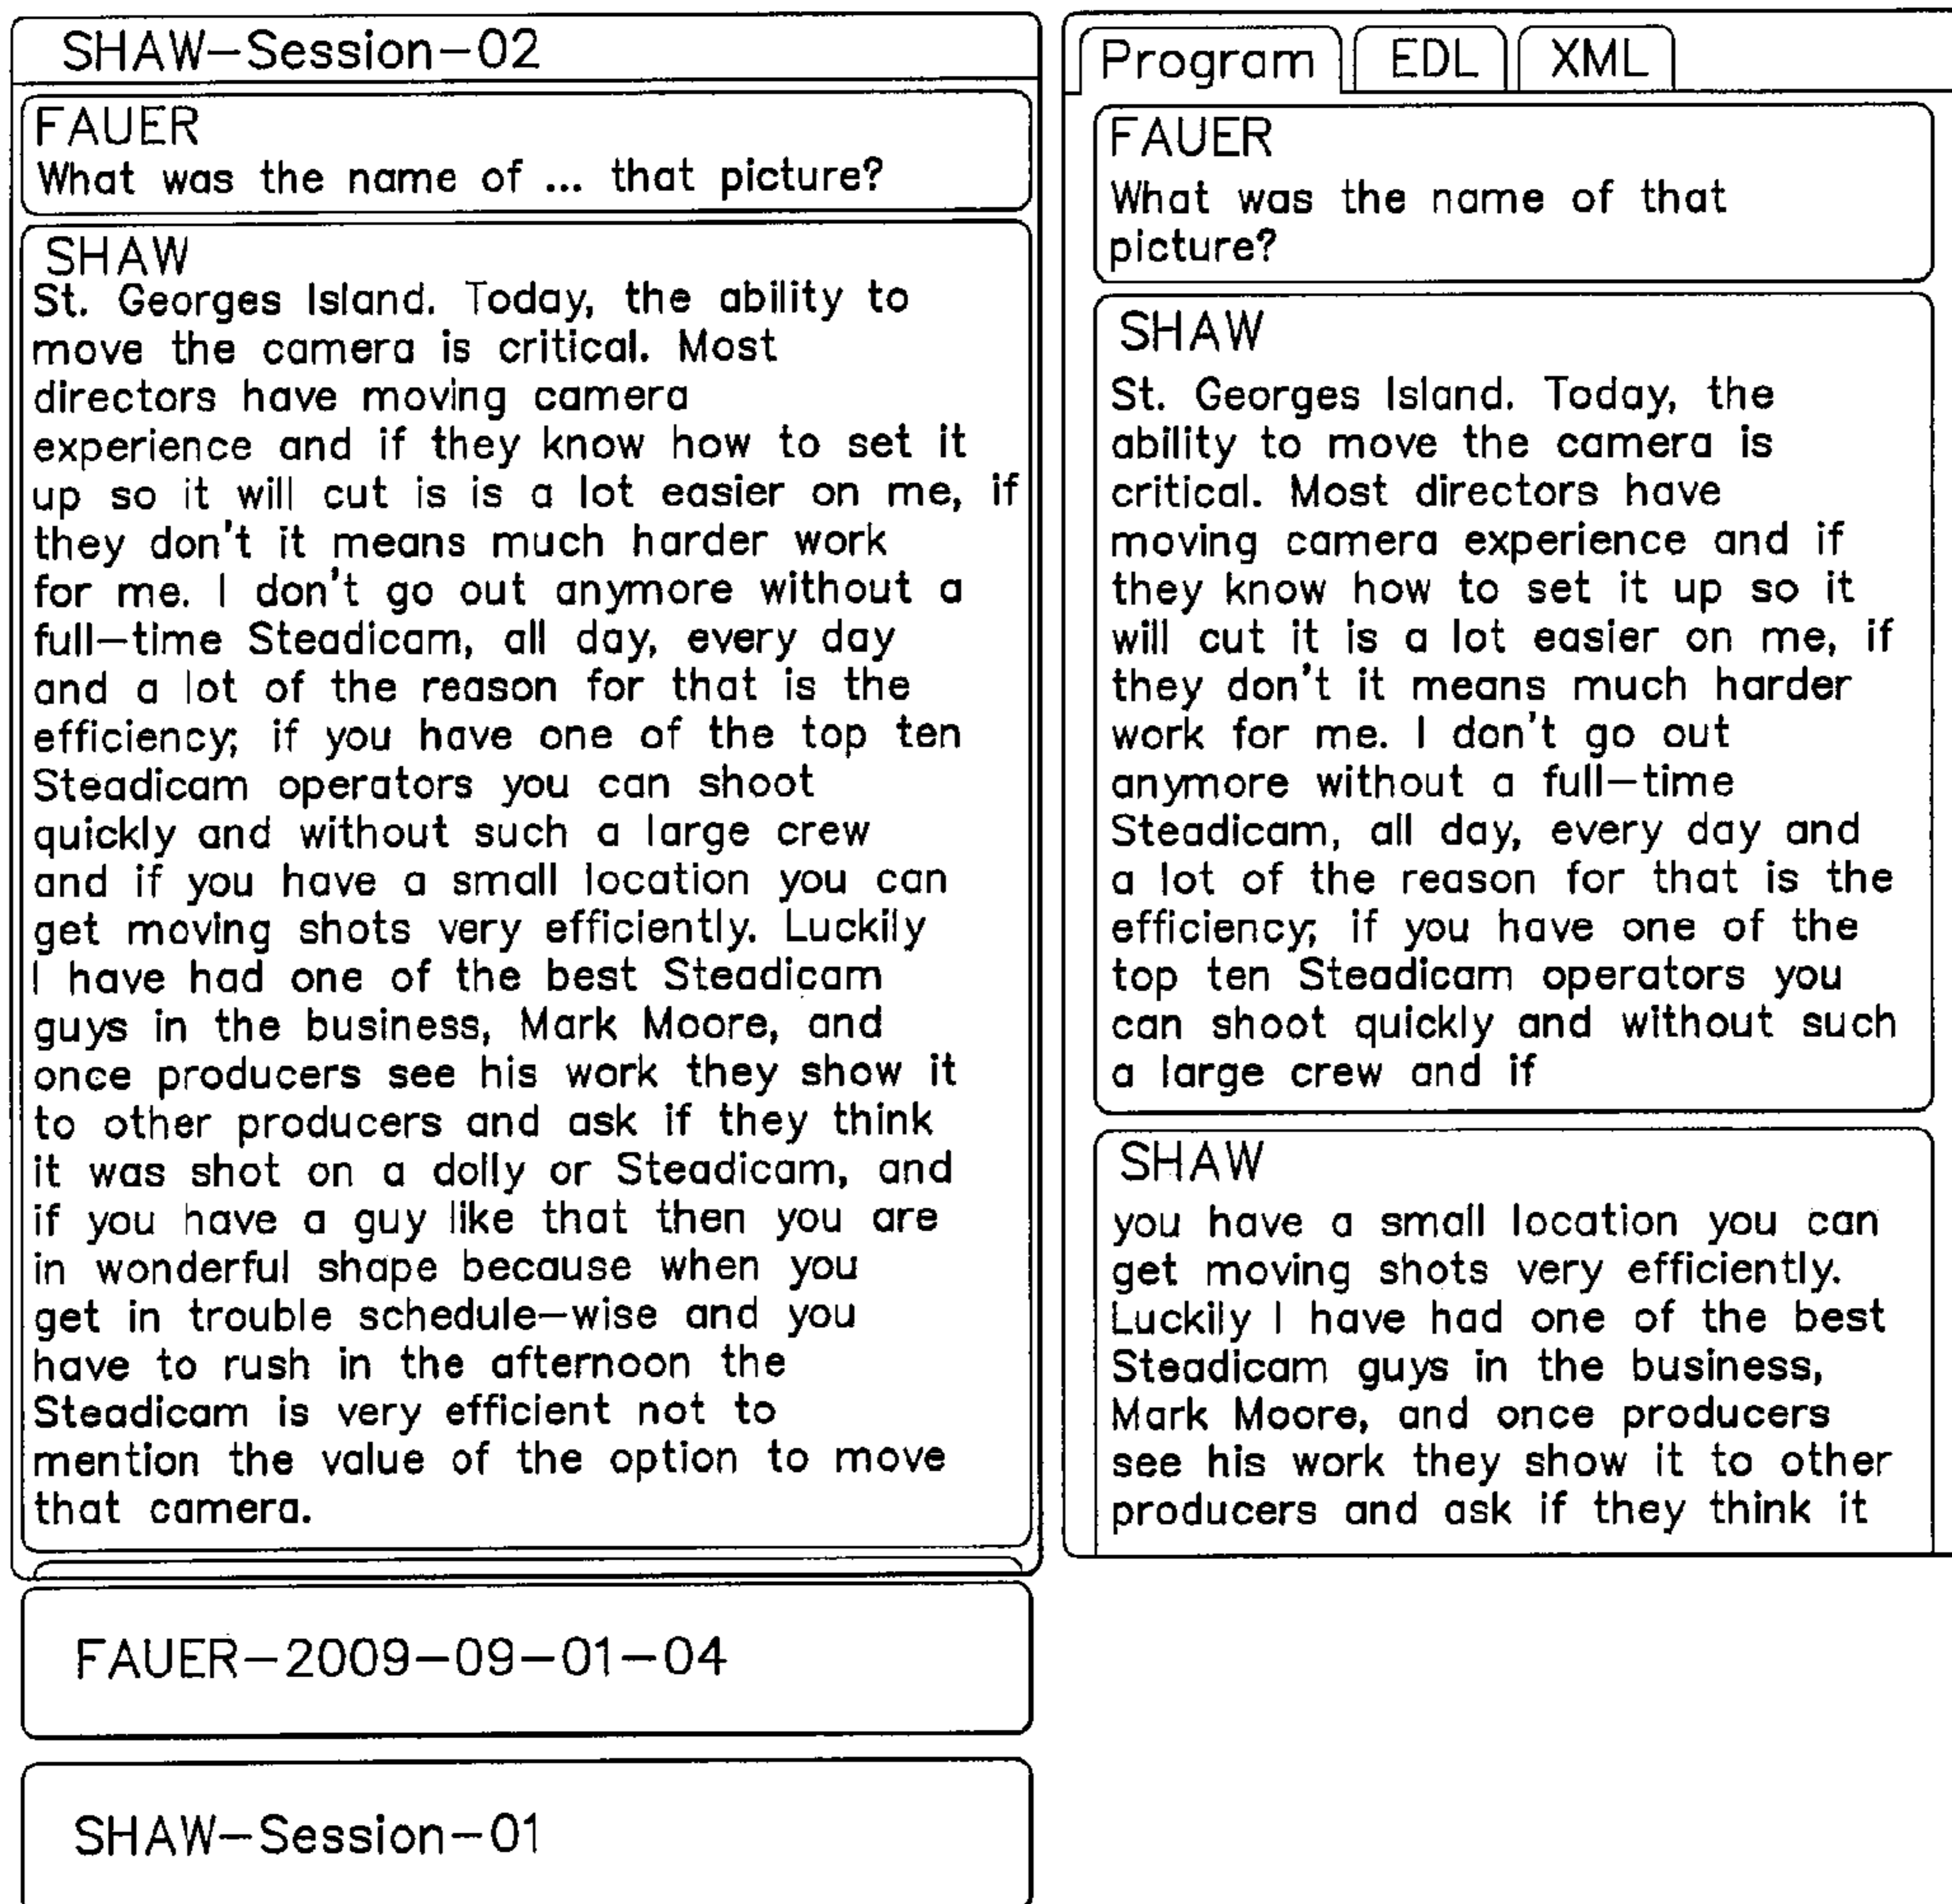 SHAW-Session-02
FAUER
What was the name of ... that picture?
SHAW
St. Georges Island. Today, the ability to
move the camera is critical. Most
directors have moving camera
experience and if they know how to set it
up so it will cut is is a lot easier on me, if
they don't it means much harder work
for me. I don't go out anymore without a
full-time Steadicam, all day, every day
and a lot of the reason for that is the
efficiency; if you have one of the top ten
Steadicam operators you can shoot
quickly and without such a large crew
and if you have a small location you can
get moving shots very efficiently. Luckily
I have had one of the best Steadicam
guys in the business, Mark Moore, and
once producers see his work they show it
to other producers and ask if they think
it was shot on a dolly or Steadicam, and
if you have a guy like that then you are
in wonderful shape because when you
get in trouble schedule-wise and you
have to rush in the afternoon the
Steadicam is very efficient not to
mention the value of the option to move
that camera.
FAUER-2009-09-01-04
SHAW-Session-01
Program EDL XML
FAUER
What was the name of that
picture?
SHAW
St. Georges Island. Today, the
ability to move the camera is
critical. Most directors have
moving camera experience and if
they know how to set it up so it
will cut it is a lot easier on me, if
they don't it means much harder
work for me. I don't go out
anymore without a full-time
Steadicam, all day, every day and
a lot of the reason for that is the
efficiency; if you have one of the
top ten Steadicam operators you
can shoot quickly and without such
a large crew and if
SHAW
you have a small location you can
get moving shots very efficiently.
Luckily I have had one of the best
Steadicam guys in the business,
Mark Moore, and once producers
see his work they show it to other
producers and ask if they think it